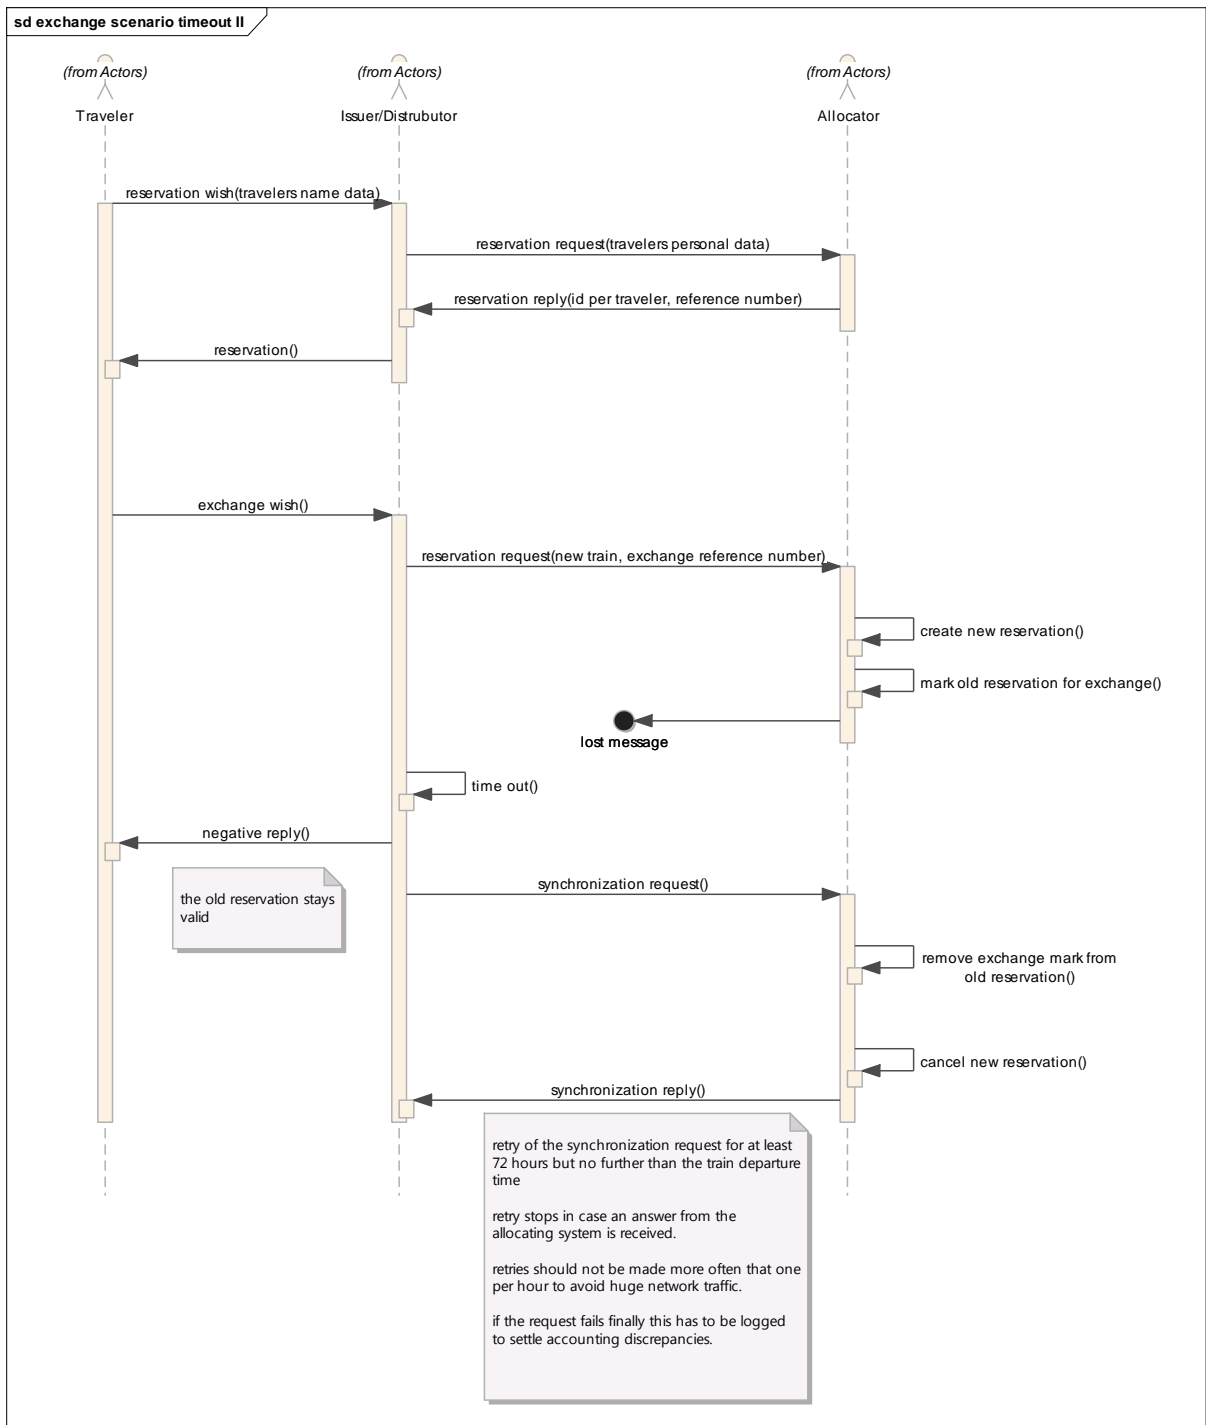 sd exchange scenario timeout II
(from Actors)
(from Actors)
(from Actors)
Traveler
Issuer/Distrubutor
Allocator
reservation wish(travelers name data)
reservation request(travelers personal data)
reservation reply(id per traveler, reference number)
reservation()
exchange wish()
reservation request(new train, exchange reference number)
create new reservation()
mark old reservation for exchange()
lost message
time out()
negative reply()
the old reservation stays
valid
synchronization request()
remove exchange mark from
old reservation()
cancel new reservation()
synchronization reply()
retry of the synchronization request for at least
72 hours but no further than the train departure
time
retry stops in case an answer from the
allocating system is received.
retries should not be made more often that one
per hour to avoid huge network traffic.
if the request fails finally this has to be logged
to settle accounting discrepancies.